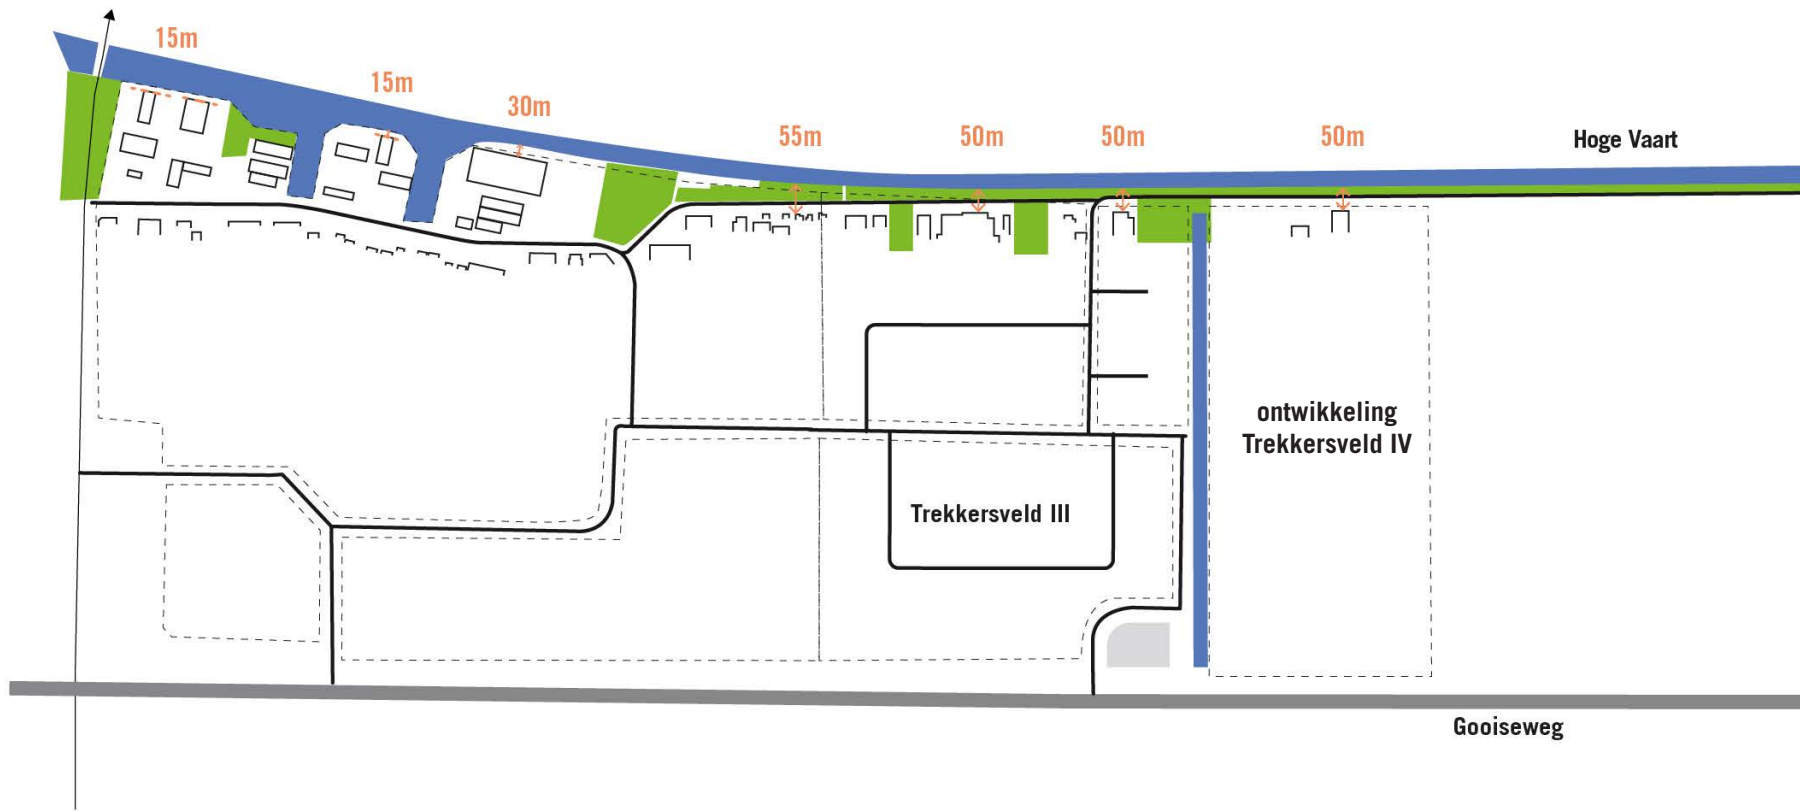 15m
15m
30m
55m
50m
50m
50m
Hoge Vaart
ontwikkeling
Trekkersveld IV
Trekkersveld III
Gooiseweg